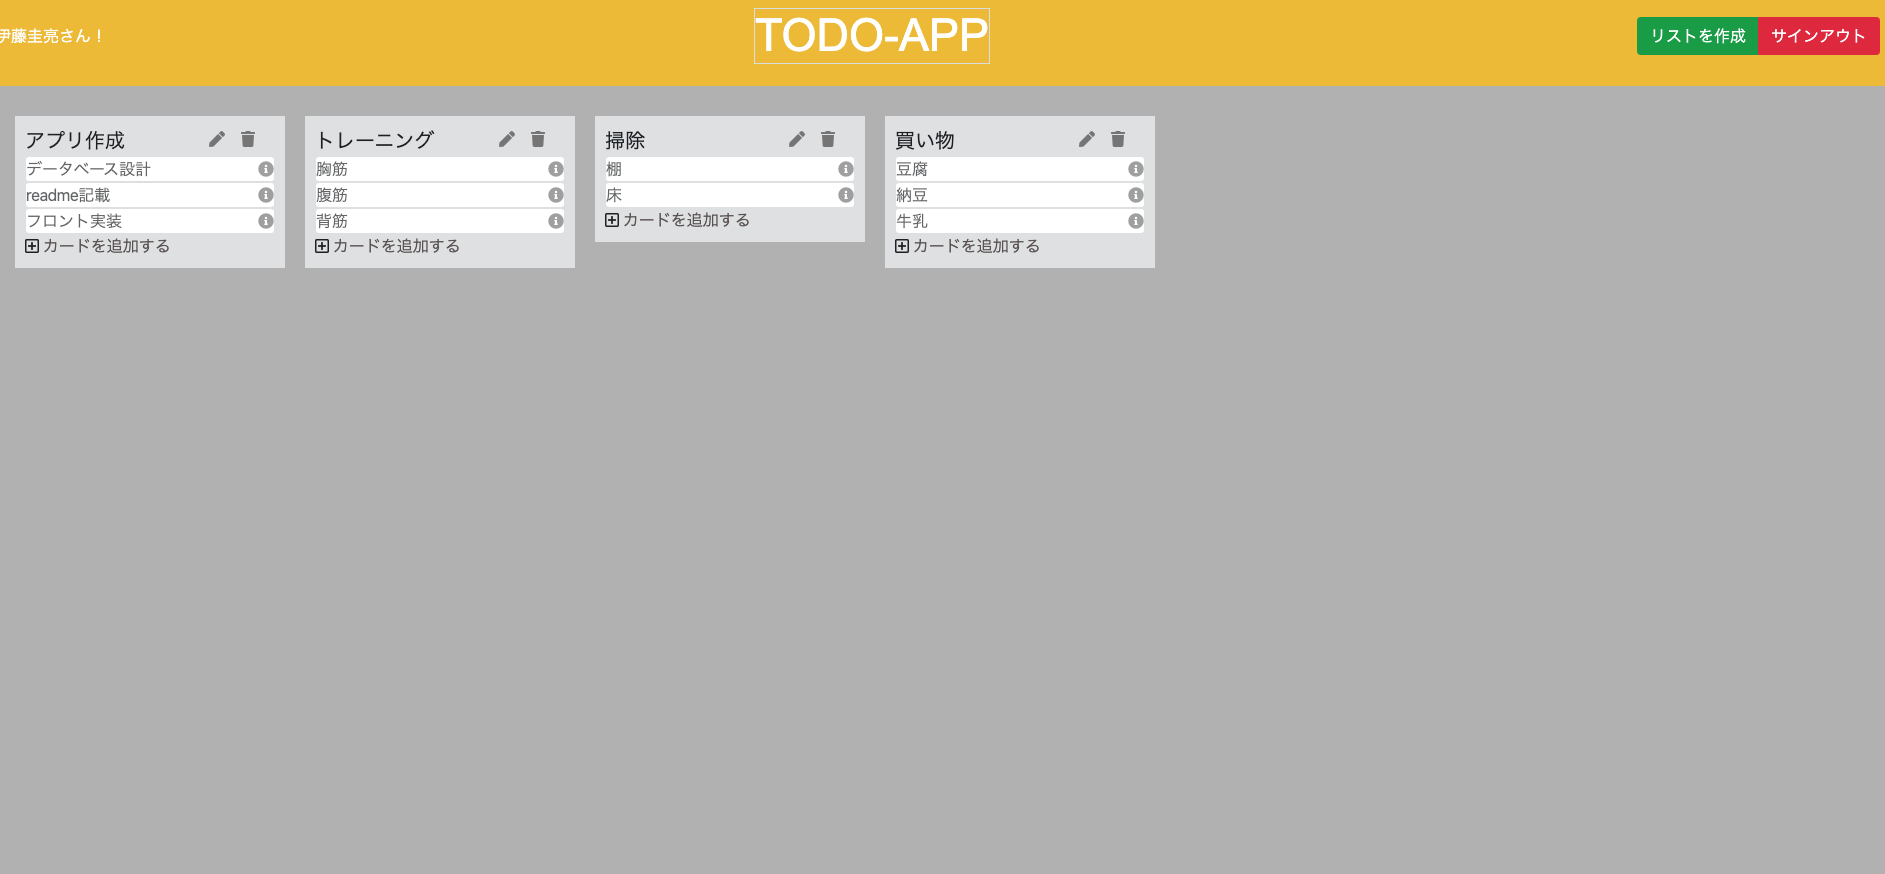 伊藤圭亮さん！
TODO-APP
リストを作成
サインアウト
アプリ作成
データベース設計
readme記載
フロント実装
カードを追加する
トレーニング
胸筋
腹筋
背筋
カードを追加する
掃除
棚
床
カードを追加する
買い物
豆腐
納豆
牛乳
カードを追加する